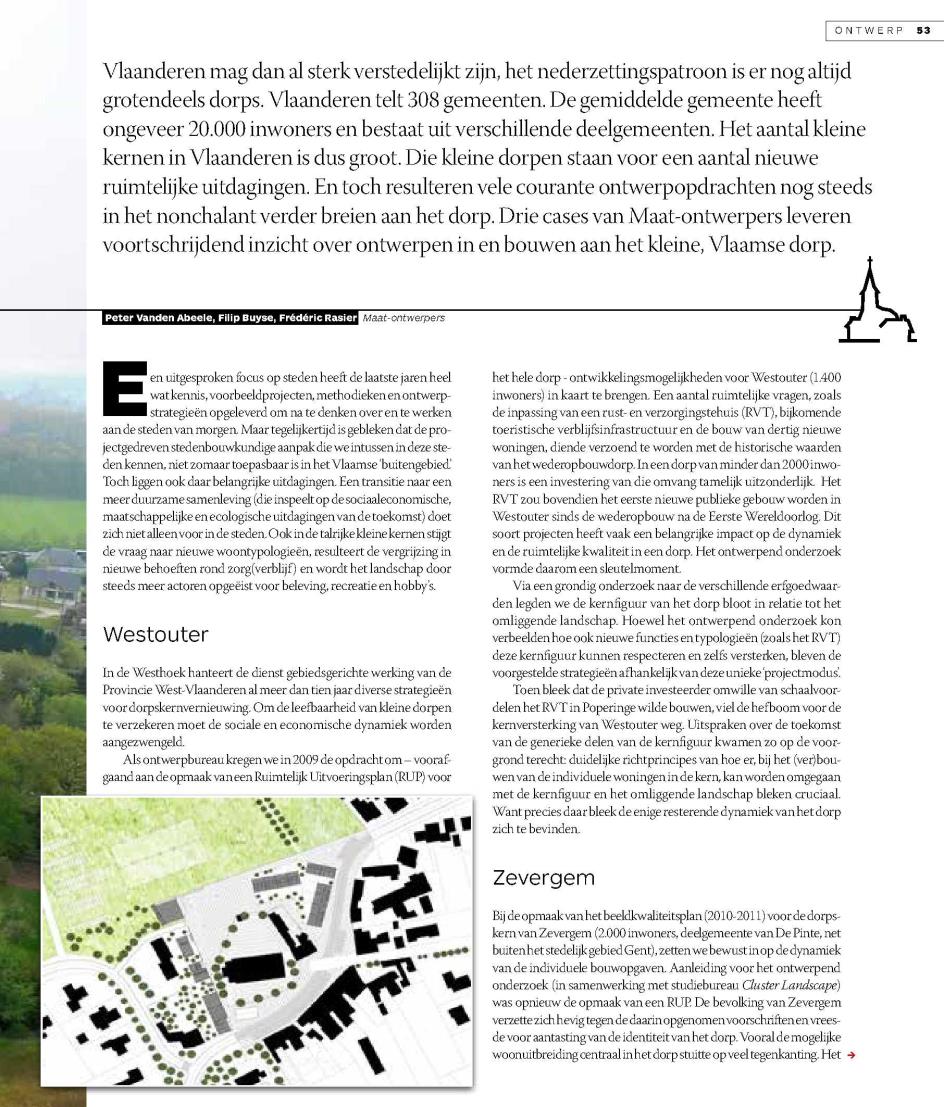 ONTWERP 53
Vlaanderen mag dan al sterk verstedelijkt zijn, het nederzettingspatroon is er nog altijd
grotendeels dorps. Vlaanderen telt 308 gemeenten. De gemiddelde gemeente heeft
ongeveer 20.000 inwoners en bestaat uit verschillende deelgemeenten. Het aantal kleine
kernen in Vlaanderen is dus groot. Die kleine dorpen staan voor een aantal nieuwe
ruimtelijke uitdagingen. En toch resulteren vele courante ontwerpopdrachten nog steeds
in het nonchalant verder breien aan het dorp. Drie cases van Maat-ontwerpers leveren
voortschrijdend inzicht over ontwerpen in en bouwen aan het kleine, Vlaamse dorp.
Peter Vanden Abeele, Filip Buyse, Frédéric Rasier Maat-ontwerpers
Een uitgesproken focus op steden heeft de laatste jaren heel
wat kennis, voorbeeldprojecten, methodieken en ontwerp-
strategieën opgeleverd om na te denken over en te werken
aan de steden van morgen. Maar tegelijkertijd is gebleken dat de pro-
jectgedreven stedenbouwkundige aanpak die we intussen in deze ste-
den kennen, niet zomaar toepasbaar is in het Vlaamse 'buitengebied.'
Toch liggen ook daar belangrijke uitdagingen. Een transitie naar een
meer duurzame samenleving (die inspeelt op de sociaaleconomische,
maatschappelijke en ecologische uitdagingen van de toekomst) doet
zich niet alleen voor in de steden. Ook in de talrijke kleine kernen stijgt
de vraag naar nieuwe woontypologieën, resulteert de vergrijzing in
nieuwe behoeften rond zorg(verblijf) en wordt het landschap door
steeds meer actoren opgeëist voor beleving, recreatie en hobby's.
Westouter
In de Westhoek hanteert de dienst gebiedsgerichte werking van de
Provincie West-Vlaanderen al meer dan tien jaar diverse strategieën
voor dorpskernvernieuwing. Om de leefbaarheid van kleine dorpen
te verzekeren moet de sociale en economische dynamiek worden
aangezwengeld.
Als ontwerpbureau kregen we in 2009 de opdracht om – vooraf-
gaand aan de opmaak van een Ruimtelijk Uitvoeringsplan (RUP) voor
het hele dorp - ontwikkelingsmogelijkheden voor Westouter (1.400
inwoners) in kaart te brengen. Een aantal ruimtelijke vragen, zoals
de inpassing van een rust- en verzorgingstehuis (RVT), bijkomende
toeristische verblijfsinfrastructuur en de bouw van dertig nieuwe
woningen, diende verzoend te worden met de historische waarden
van het wederopbouwdorp. In een dorp van minder dan 2000 inwo-
ners is een investering van die omvang tamelijk uitzonderlijk. Het
RVT zou bovendien het eerste nieuwe publieke gebouw worden in
Westouter sinds de wederopbouw na de Eerste Wereldoorlog. Dit
soort projecten heeft vaak een belangrijke impact op de dynamiek
en de ruimtelijke kwaliteit in een dorp. Het ontwerpend onderzoek
vormde daarom een sleutelmoment.
Via een grondig onderzoek naar de verschillende erfgoedwaar-
den legden we de kernfiguur van het dorp bloot in relatie tot het
omliggende landschap. Hoewel het ontwerpend onderzoek kon
verbeelden hoe ook nieuwe functies en typologieën (zoals het RVT)
deze kernfiguur kunnen respecteren en zelfs versterken, bleven de
voorgestelde strategieën afhankelijk van deze unieke 'projectmodus'.
Toen bleek dat de private investeerder omwille van schaalvoor-
delen het RVT in Poperinge wilde bouwen, viel de hefboom voor de
kernversterking van Westouter weg. Uitspraken over de toekomst
van de generieke delen van de kernfiguur kwamen zo op de voor-
grond terecht: duidelijke richtprincipes van hoe er, bij het (ver)bou-
wen van de individuele woningen in de kern, kan worden omgegaan
met de kernfiguur en het omliggende landschap bleken cruciaal.
Want precies daar bleek de enige resterende dynamiek van het dorp
zich te bevinden.
Zevergem
Bij de opmaak van het beeldkwaliteitsplan (2010-2011) voor de dorps-
kern van Zevergem (2.000 inwoners, deelgemeente van De Pinte, net
buiten het stedelijk gebied Gent), zetten we bewust in op de dynamiek
van de individuele bouwopgaven. Aanleiding voor het ontwerpend
onderzoek (in samenwerking met studiebureau Cluster Landscape)
was opnieuw de opmaak van een RUP. De bevolking van Zevergem
verzette zich hevig tegen de daarin opgenomen voorschriften en vrees-
de voor aantasting van de identiteit van het dorp. Vooral de mogelijke
woonuitbreiding centraal in het dorp stuitte op veel tegenkanting. Het →